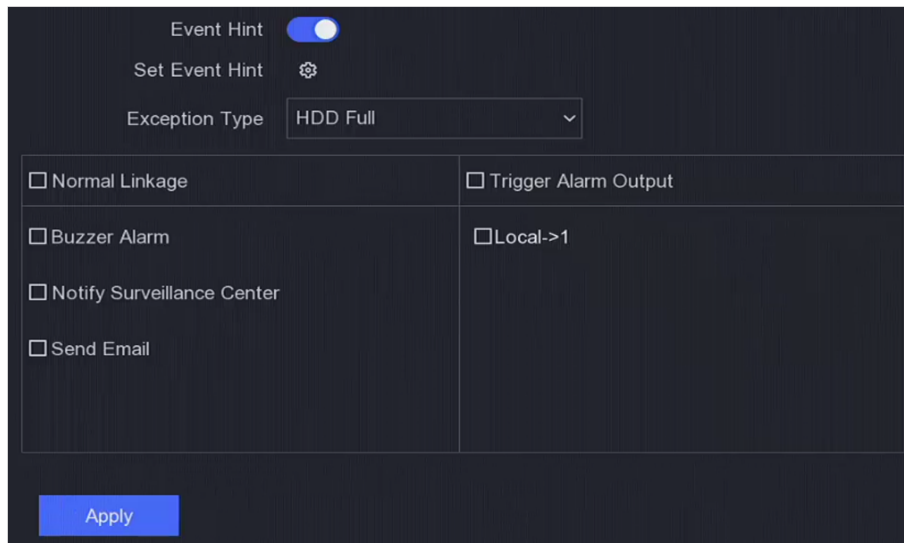 Event Hint
Set Event Hint
Exception Type HDD Full
Normal Linkage Trigger Alarm Output
Buzzer Alarm Local->1
Notify Surveillance Center
Send Email
Apply